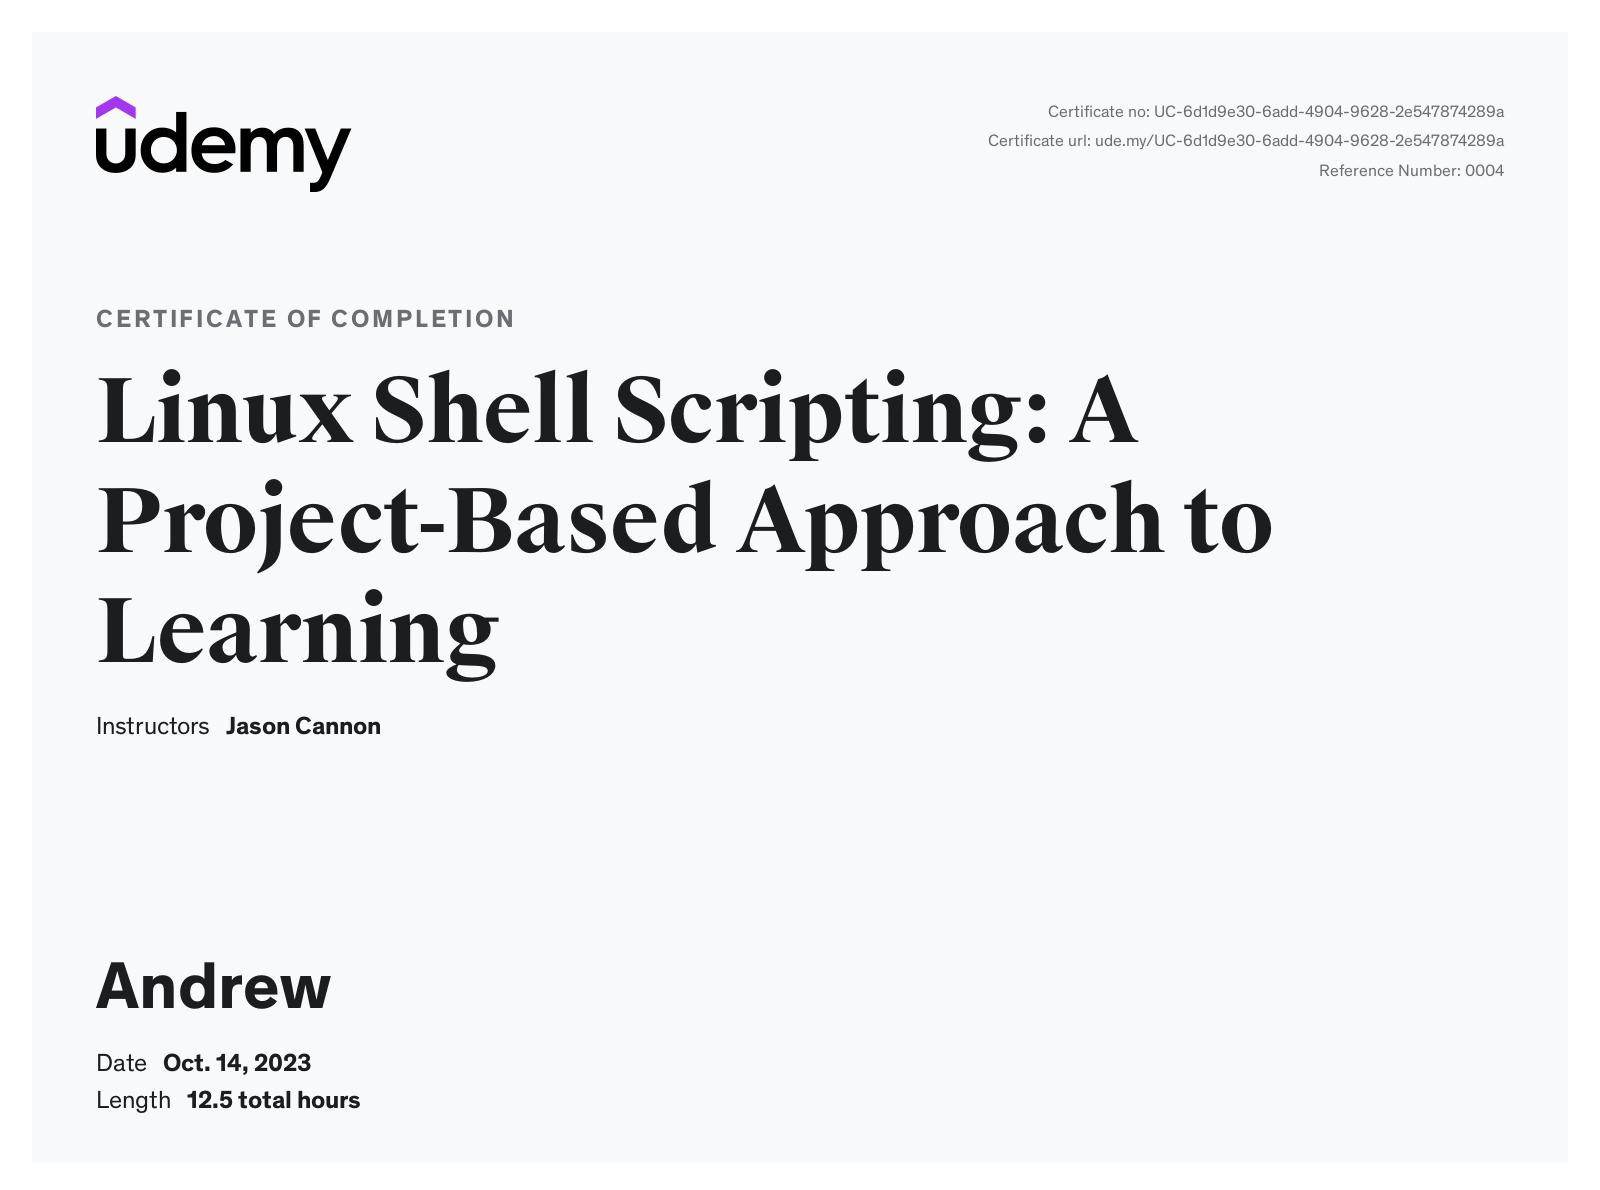 udemy
Certificate no: UC-6d1d9e30-6add-4904-9628-2e547874289a
Certificate url: ude.my/UC-6d1d9e30-6add-4904-9628-2e547874289a
Reference Number: 0004
CERTIFICATE OF COMPLETION
Linux Shell Scripting: A
Project-Based Approach to
Learning
Instructors Jason Cannon
Andrew
Date Oct. 14, 2023
Length 12.5 total hours